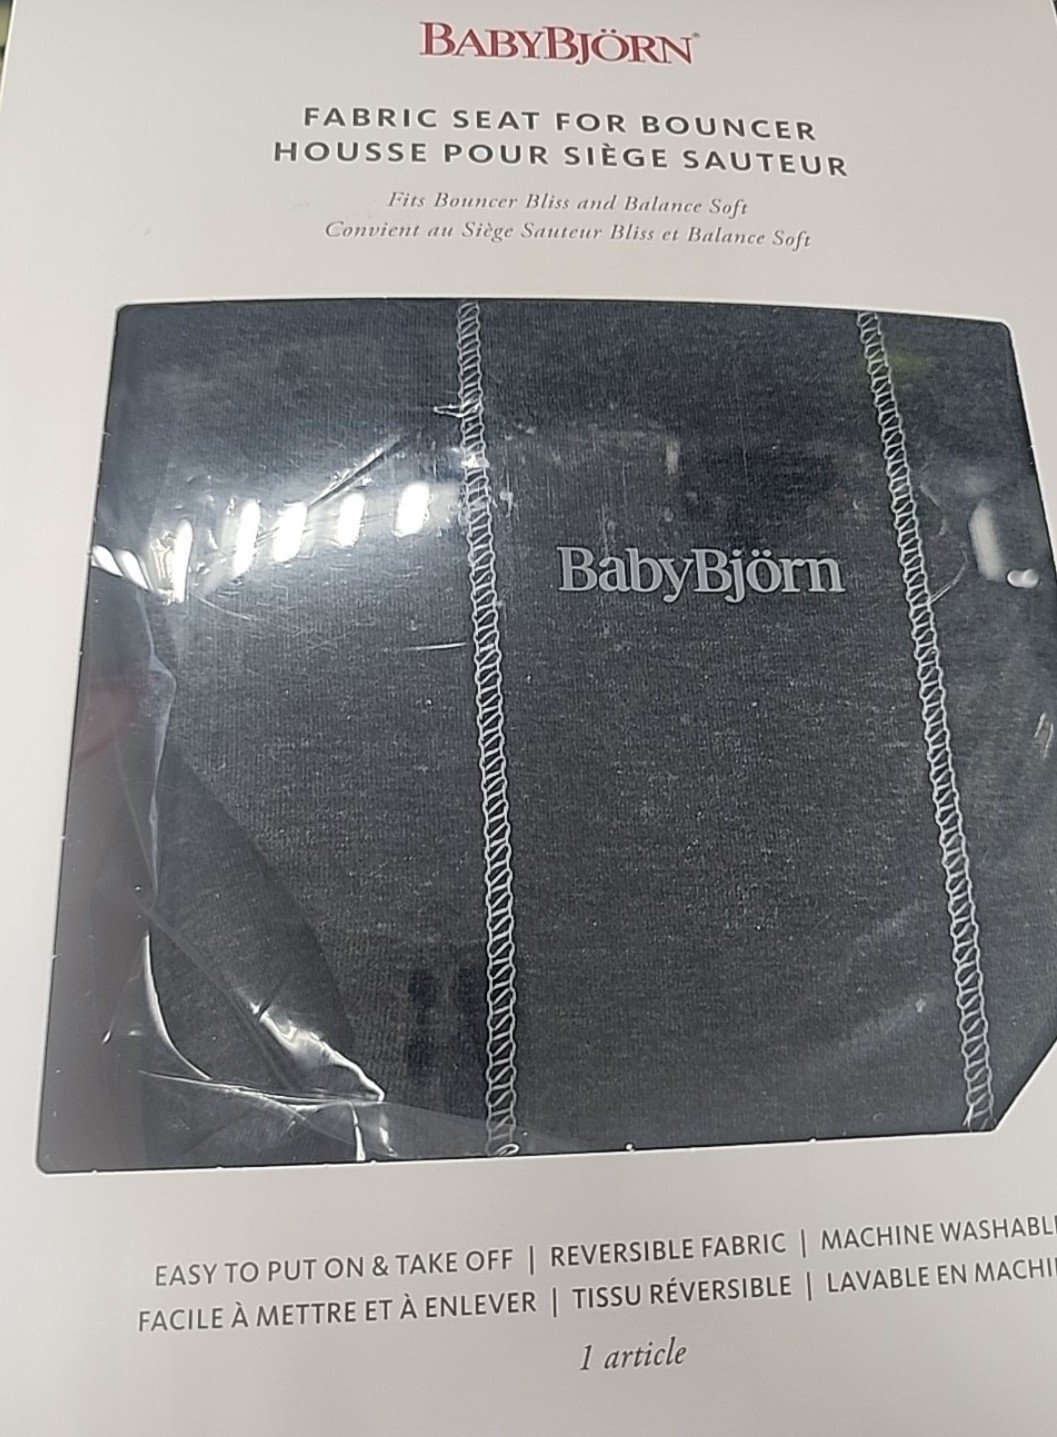 BABYBJÖRN®
FABRIC SEAT FOR BOUNCER
HOUSSE POUR SIÈGE SAUTEUR
Fits Bouncer Bliss and Balance Soft
Convient au Siège Sauteur Bliss et Balance Soft
BabyBjörn
EASY TO PUT ON & TAKE OFF | REVERSIBLE FABRIC | MACHINE WASHABL
FACILE À METTRE ET À ENLEVER | TISSU RÉVERSIBLE | LAVABLE EN MACHI
1 article